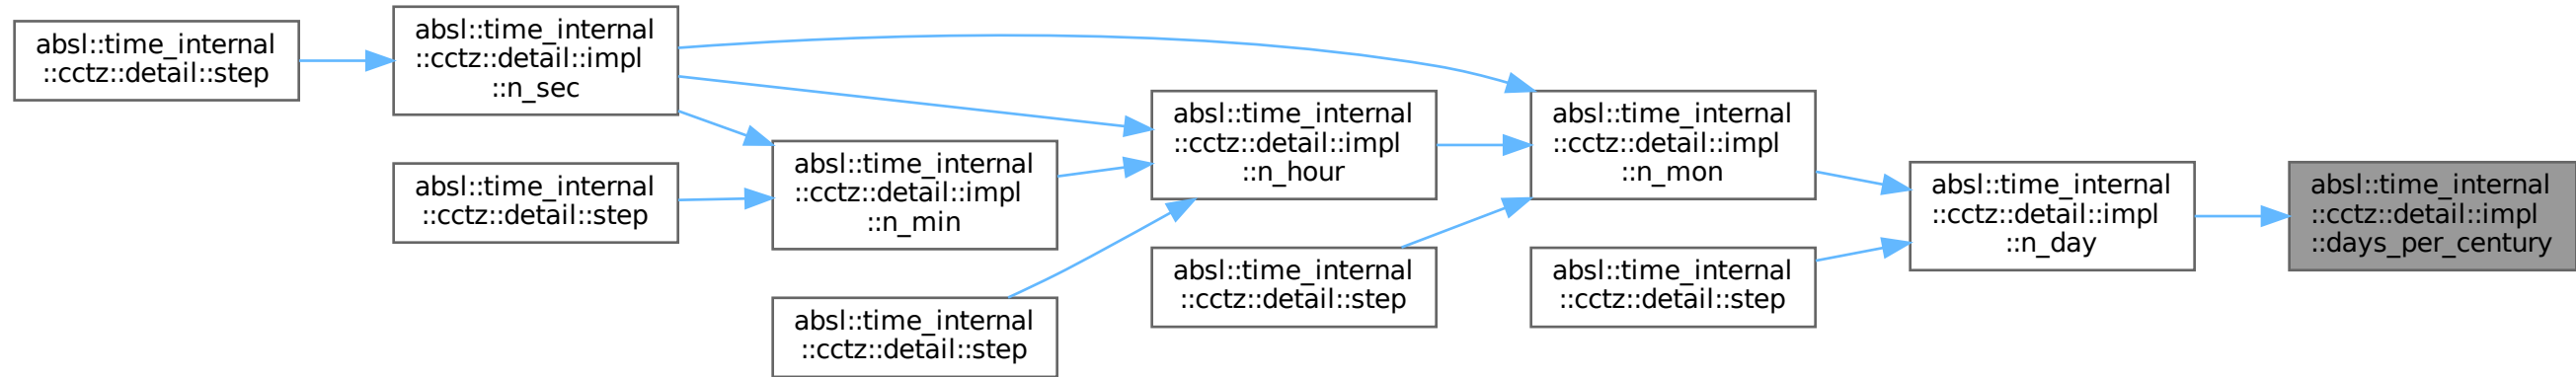 absl::time_internal
::cctz::detail::step
absl::time_internal
::cctz::detail::impl
::n_sec
absl::time_internal
::cctz::detail::step
absl::time_internal
::cctz::detail::impl
::n_min
absl::time_internal
::cctz::detail::step
absl::time_internal
::cctz::detail::impl
::n_hour
absl::time_internal
::cctz::detail::step
absl::time_internal
::cctz::detail::impl
::n_mon
absl::time_internal
::cctz::detail::step
absl::time_internal
::cctz::detail::impl
::n_day
absl::time_internal
::cctz::detail::impl
::days_per_century